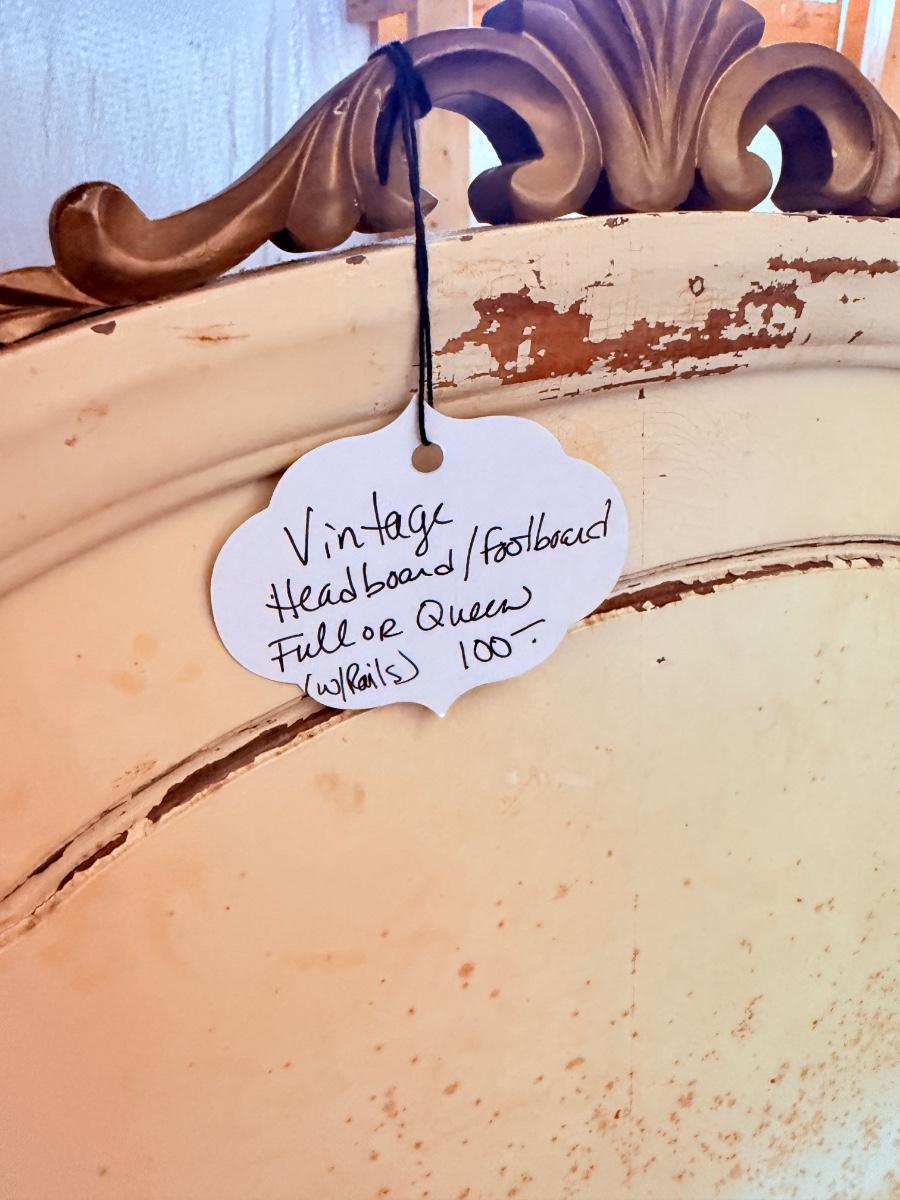 Vintage
Headboard/footboard
Full OR Queen
(w/Rails) 100-.